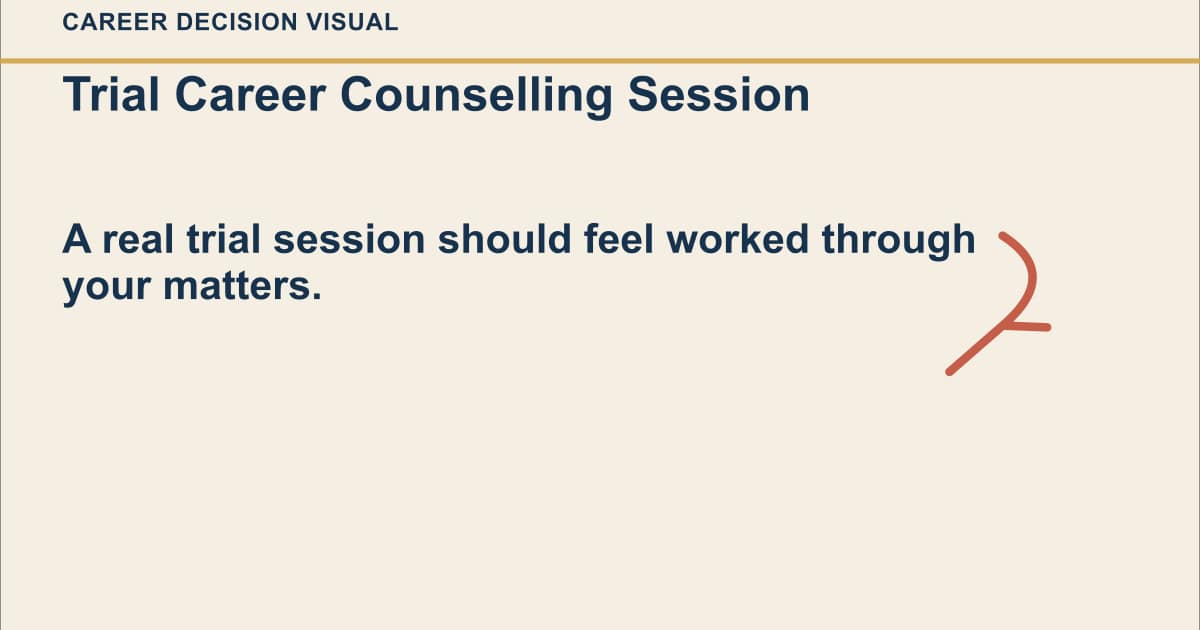 CAREER DECISION VISUAL
Trial Career Counselling Session
A real trial session should feel worked through
your matters.